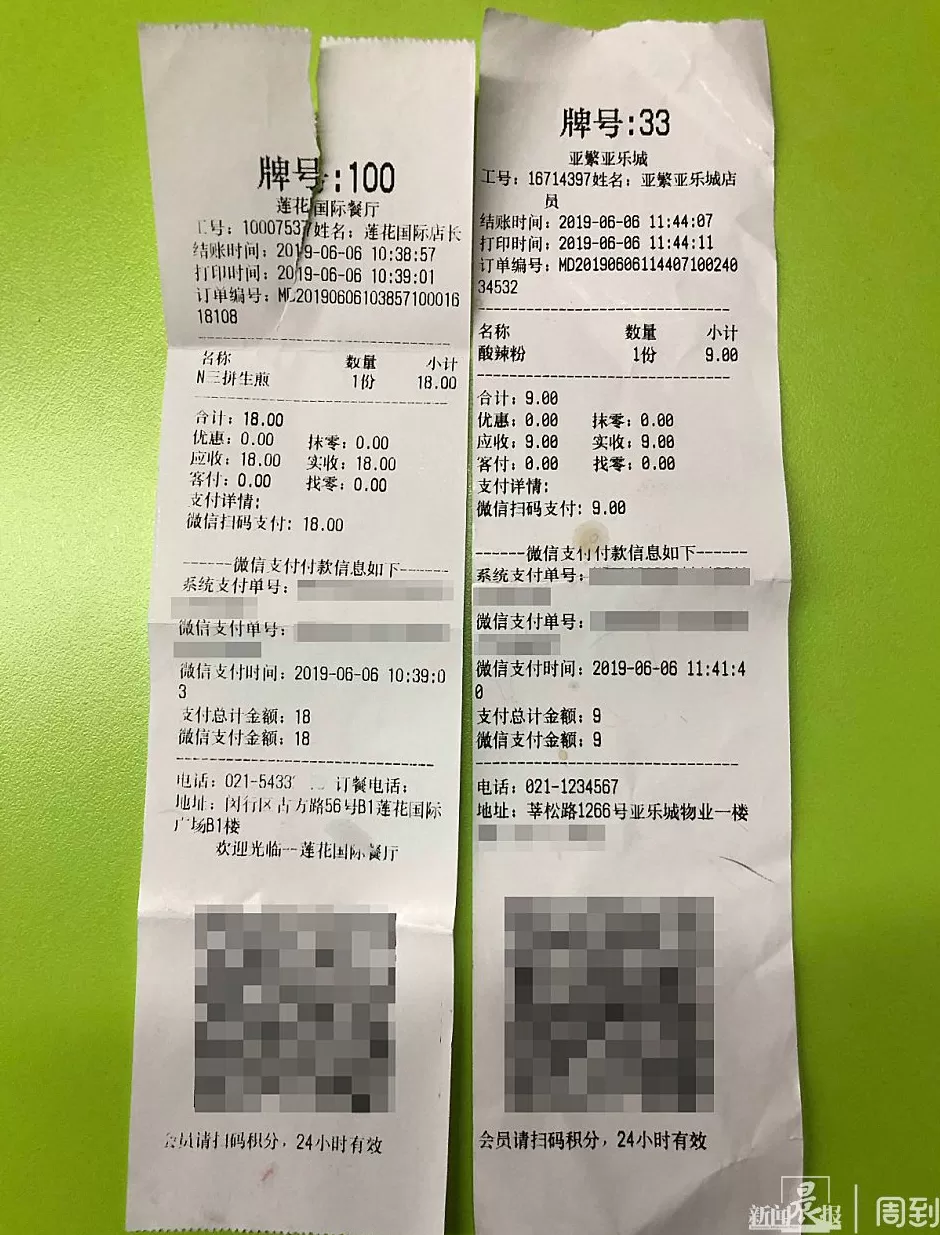 牌号:100
莲花国际餐厅
工号: 10007537姓名: 莲花国际店长
结账时间: 2019-06-06 10:38:57
打印时间: 2019-06-06 10:39:01
订单编号: MD20190606103857100016
18108
名称 数量 小计
N三拼生煎 1份 18.00
合计: 18.00
优惠: 0.00 抹零: 0.00
应收: 18.00 实收: 18.00
客付: 0.00 找零: 0.00
支付详情:
微信扫码支付: 18.00
------微信支付付款信息如下------
系统支付单号:
微信支付单号:
微信支付时间: 2019-06-06 10:39:0
3
支付总计金额: 18
微信支付金额: 18
电话: 021-5433 订餐电话:
地址: 闵行区古方路56号B1莲花国际
广场B1楼
欢迎光临--莲花国际餐厅
会员请扫码积分, 24小时有效
牌号:33
亚繁亚乐城
工号: 16714397姓名: 亚繁亚乐城店
员
结账时间: 2019-06-06 11:44:07
打印时间: 2019-06-06 11:44:11
订单编号: MD20190606114407100240
34532
名称 数量 小计
酸辣粉 1份 9.00
合计: 9.00
优惠: 0.00 抹零: 0.00
应收: 9.00 实收: 9.00
客付: 0.00 找零: 0.00
支付详情:
微信扫码支付: 9.00
------微信支付付款信息如下------
系统支付单号:
微信支付单号:
微信支付时间: 2019-06-06 11:41:4
0
支付总计金额: 9
微信支付金额: 9
电话: 021-1234567
地址: 莘松路1266号亚乐城物业一楼
会员请扫码积分, 24小时有效
新闻晨报 | 周到